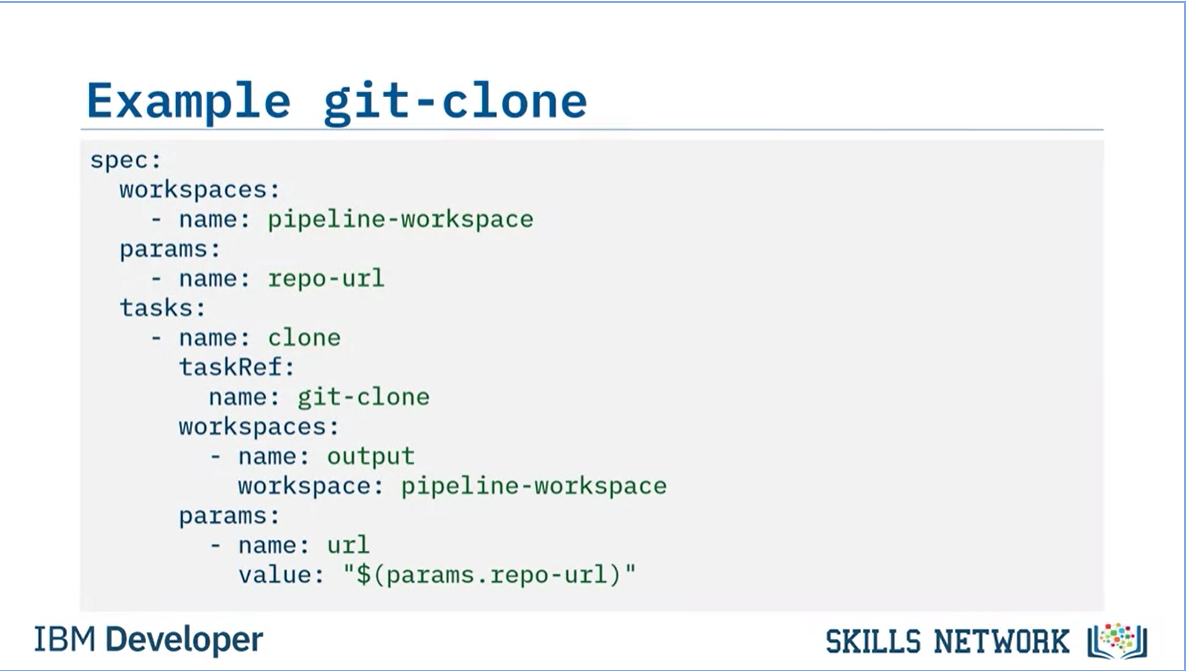 Example git-clone
spec:
  workspaces:
    - name: pipeline-workspace
  params:
    - name: repo-url
  tasks:
    - name: clone
      taskRef:
        name: git-clone
      workspaces:
        - name: output
          workspace: pipeline-workspace
      params:
        - name: url
          value: "$(params.repo-url)"
IBM Developer
SKILLS NETWORK